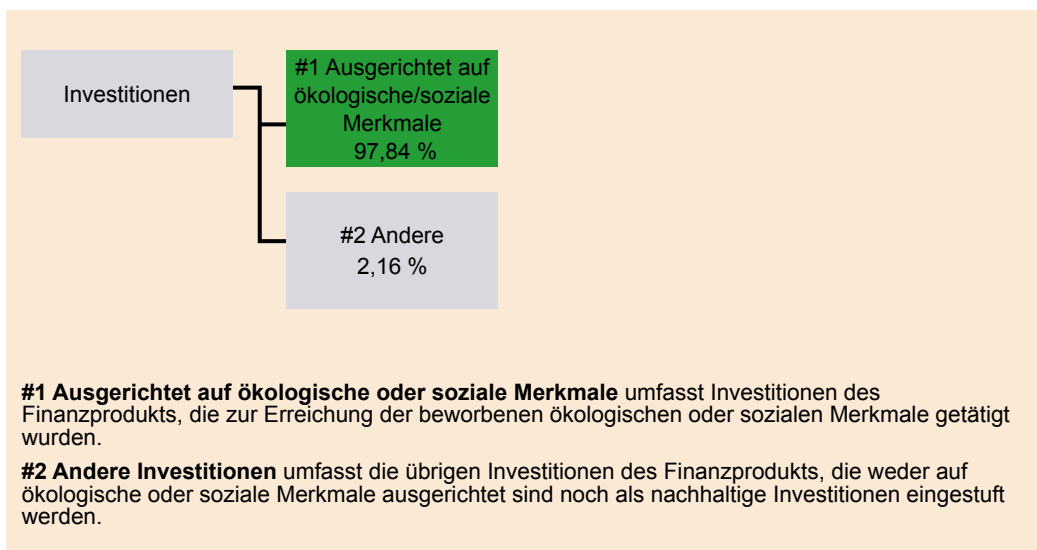 Investitionen
#1 Ausgerichtet auf
ökologische/soziale
Merkmale
97,84 %
#2 Andere
2,16 %
#1 Ausgerichtet auf ökologische oder soziale Merkmale umfasst Investitionen des
Finanzprodukts, die zur Erreichung der beworbenen ökologischen oder sozialen Merkmale getätigt
wurden.
#2 Andere Investitionen umfasst die übrigen Investitionen des Finanzprodukts, die weder auf
ökologische oder soziale Merkmale ausgerichtet sind noch als nachhaltige Investitionen eingestuft
werden.